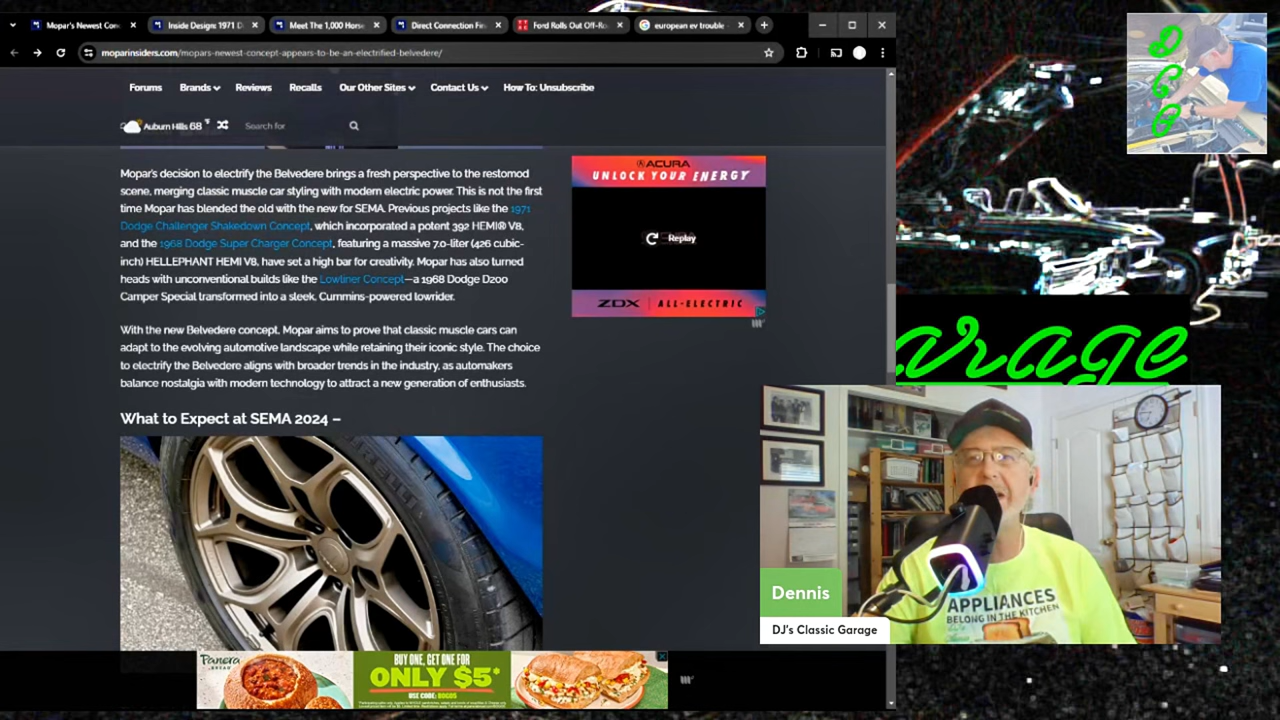 Mopar's Newest Conc
Inside Design: 1971 D
Meet The 1,000 Horse
Direct Connection Fir
Ford Rolls Out Off-Ro
european ev trouble
moparinsiders.com/mopars-newest-concept-appears-to-be-an-electrified-belvedere/
Forums
Brands
Reviews
Recalls
Our Other Sites
Contact Us
How To: Unsubscribe
Auburn Hills 68 °F
Search for
Mopar's decision to electrify the Belvedere brings a fresh perspective to the restomod
scene, merging classic muscle car styling with modern electric power. This is not the first
time Mopar has blended the old with the new for SEMA. Previous projects like the 1971
Dodge Challenger Shakedown Concept, which incorporated a potent 392 HEMI® V8,
and the 1968 Dodge Super Charger Concept, featuring a massive 7.0-liter (426 cubic-
inch) HELLEPHANT HEMI V8, have set a high bar for creativity. Mopar has also turned
heads with unconventional builds like the Lowliner Concept—a 1968 Dodge D200
Camper Special transformed into a sleek, Cummins-powered lowrider.
With the new Belvedere concept, Mopar aims to prove that classic muscle cars can
adapt to the evolving automotive landscape while retaining their iconic style. The choice
to electrify the Belvedere aligns with broader trends in the industry, as automakers
balance nostalgia with modern technology to attract a new generation of enthusiasts.
What to Expect at SEMA 2024 –
ACURA
UNLOCK YOUR ENERGY
Replay
ZDX | ALL-ELECTRIC
DCG
arage
APPLIANCES
BELONG IN THE KITCHEN
Dennis
DJ's Classic Garage
Panera
BREAD
BUY ONE, GET ONE FOR
ONLY $5*
USE CODE: BOGO5